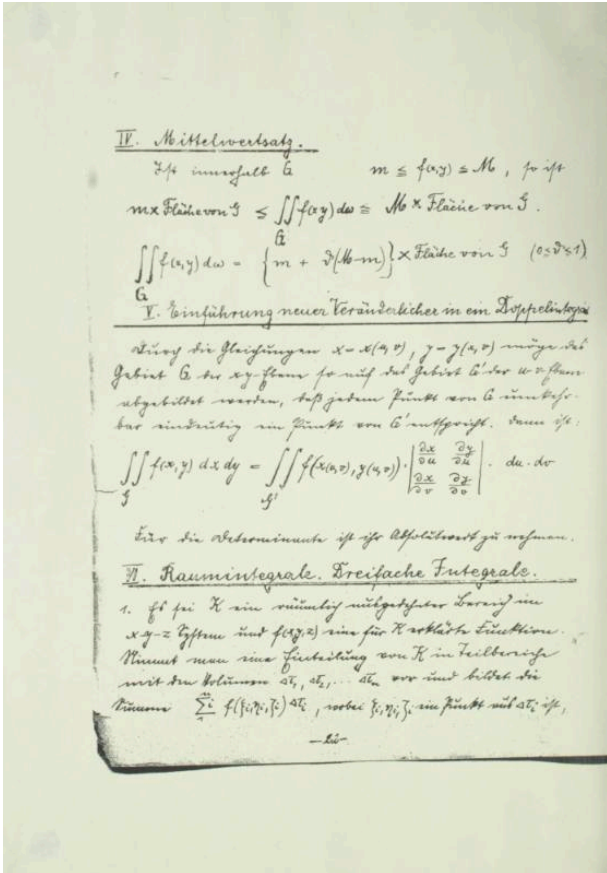 IV. Mittelwertsatz.
Ist innerhalb G m ≤ f(x,y) ≤ M, so ist
m × Fläche von G ≤ ∬ f(x,y) dω ≤ M × Fläche von G.
G
∬ f(x,y) dω = {m + ϑ(M-m)} × Fläche von G (0≤ϑ≤1)
G
V. Einführung neuer Veränderlicher in ein Doppelintegral
Durch die Gleichungen x = x(u,v), y = y(u,v) möge das
Gebiet G der xy-Ebene so auf das Gebiet G' der u-v-Ebene
abgebildet werden, daß jedem Punkt von G umkehr-
bar eindeutig ein Punkt von G' entspricht. Dann ist:
∬ f(x,y) dx dy = ∬ f(x(u,v), y(u,v)) · | ∂x/∂u ∂y/∂u | · du · dv
G G' | ∂x/∂v ∂y/∂v |
Für die Determinante ist ihr Absolutwert zu nehmen.
VI. Raumintegrale. Dreifache Integrale.
1. Es sei K ein räumlich ausgedehnter Bereich im
x-y-z System und f(x,y,z) eine für K erklärte Funktion.
Nimmt man eine Einteilung von K in Teilbereiche
mit den Volumen Δτ₁, Δτ₂, ... Δτₙ vor und bildet die
Summe Σi f(ξi, ηi, ζi) Δτi, wobei ξi, ηi, ζi ein Punkt aus Δτi ist,